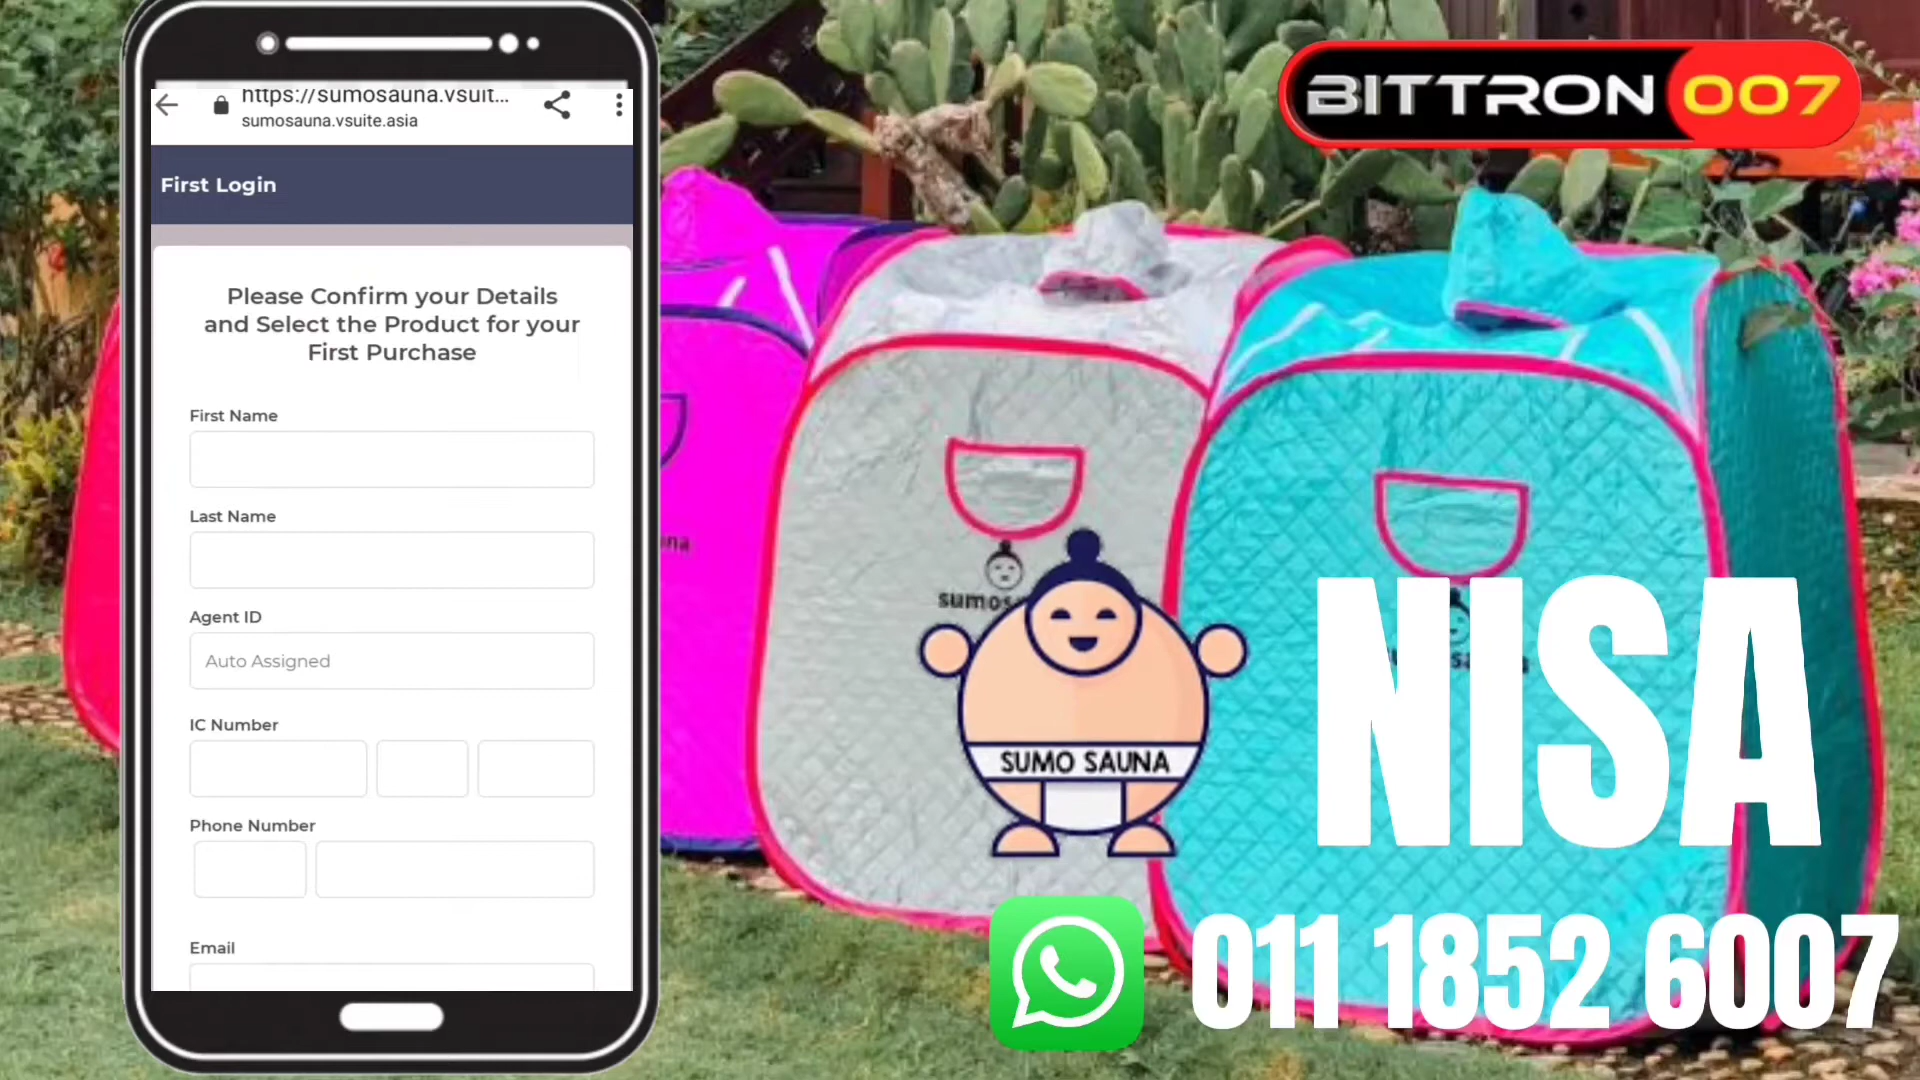 https://sumosauna.vsuit...
sumosauna.vsuite.asia
First Login
Please Confirm your Details
and Select the Product for your
First Purchase
First Name
Last Name
Agent ID
Auto Assigned
IC Number
Phone Number
Email
BITTRON 007
SUMO SAUNA
NISA
011 1852 6007